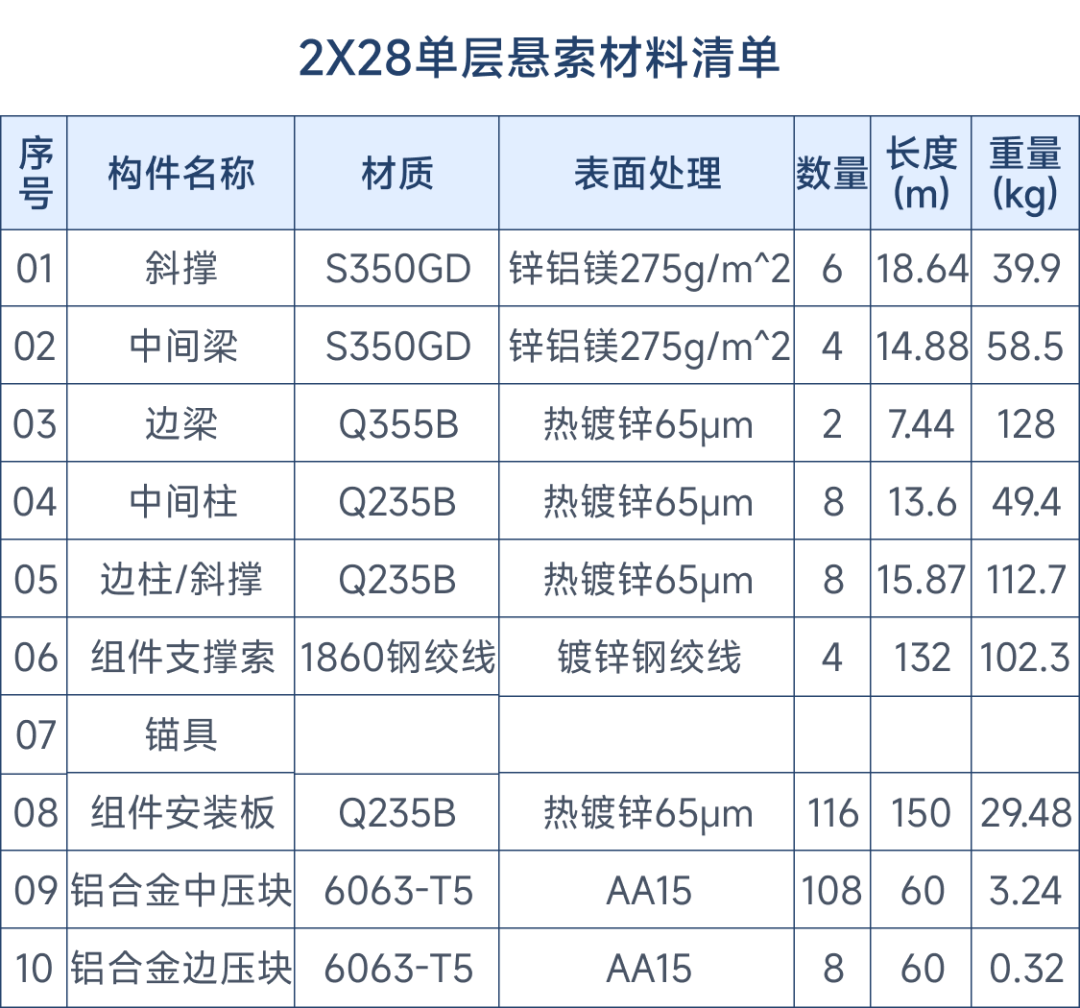 2X28单层悬索材料清单
序号 构件名称 材质 表面处理 数量 长度(m) 重量(kg)
01 斜撑 S350GD 锌铝镁275g/m^2 6 18.64 39.9
02 中间梁 S350GD 锌铝镁275g/m^2 4 14.88 58.5
03 边梁 Q355B 热镀锌65μm 2 7.44 128
04 中间柱 Q235B 热镀锌65μm 8 13.6 49.4
05 边柱/斜撑 Q235B 热镀锌65μm 8 15.87 112.7
06 组件支撑索 1860钢绞线 镀锌钢绞线 4 132 102.3
07 锚具
08 组件安装板 Q235B 热镀锌65μm 116 150 29.48
09 铝合金中压块 6063-T5 AA15 108 60 3.24
10 铝合金边压块 6063-T5 AA15 8 60 0.32